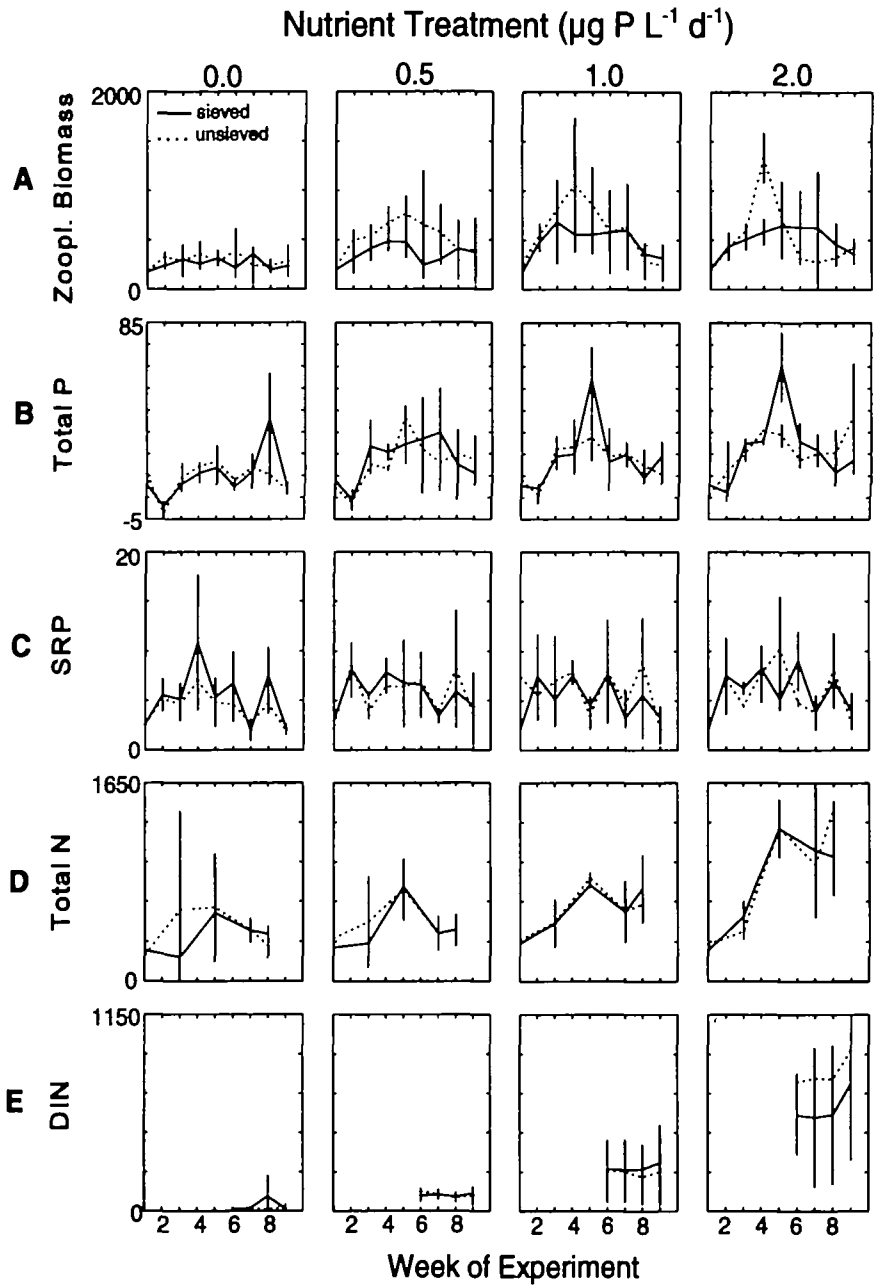 Nutrient Treatment (µg P L⁻¹ d⁻¹)
0.0 0.5 1.0 2.0
A
Zoopl. Biomass
2000
0
sieved
unsieved
B
Total P
85
-5
C
SRP
20
0
D
Total N
1650
0
E
DIN
1150
0
2 4 6 8 2 4 6 8 2 4 6 8 2 4 6 8
Week of Experiment